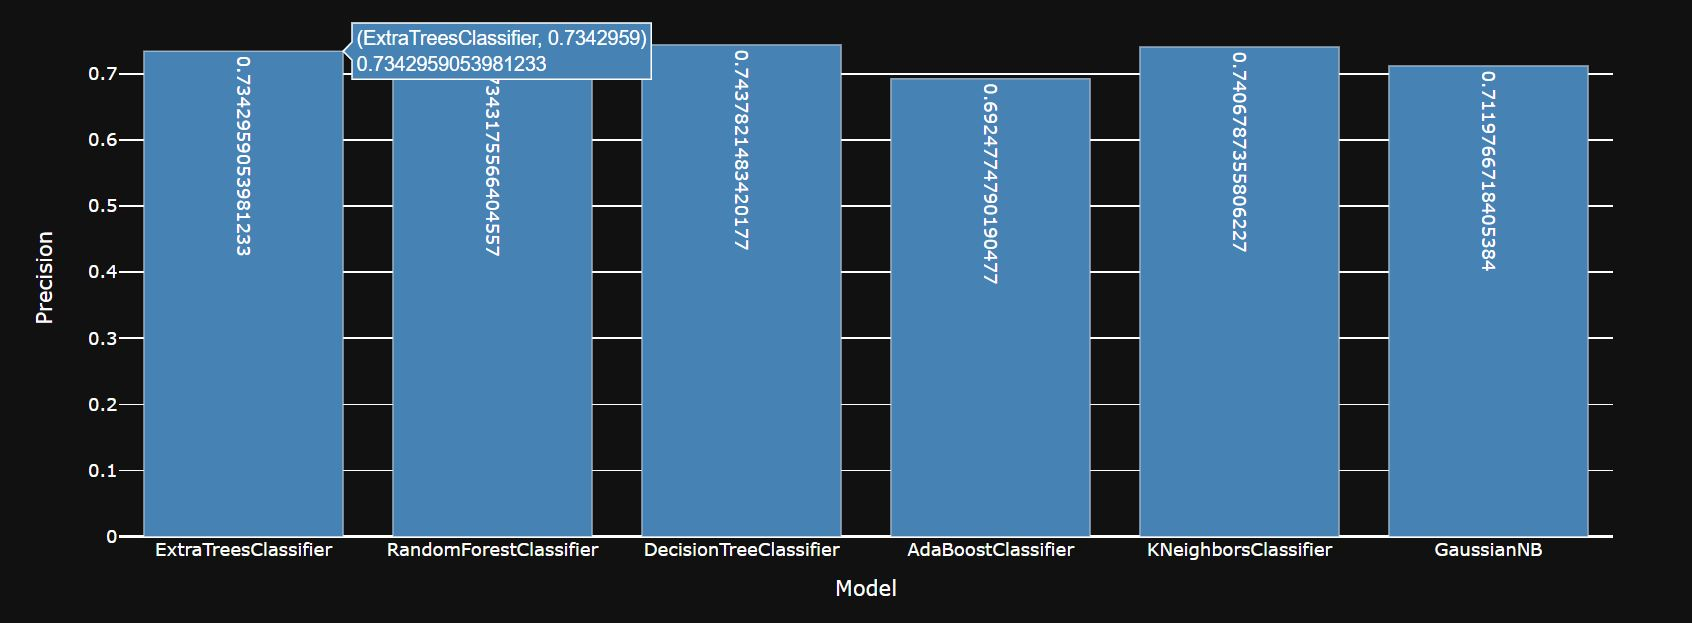 (ExtraTreesClassifier, 0.7342959)
0.7342959053981233
0.7342959053981233
7343175566404557
0.7437821483420177
0.6924774790190477
0.7406787355806227
0.7119766718405384
0.7
0.6
0.5
0.4
0.3
0.2
0.1
0
Precision
ExtraTreesClassifier
RandomForestClassifier
DecisionTreeClassifier
AdaBoostClassifier
KNeighborsClassifier
GaussianNB
Model